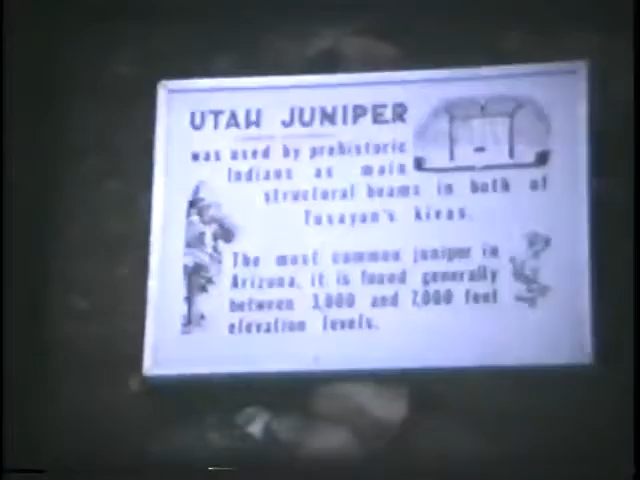 UTAH JUNIPER
was used by prehistoric
Indians as main
structural beams in both of
Tusayan's kivas.
The most common juniper in
Arizona, it is found generally
between 3,000 and 7,000 feet
elevation levels.